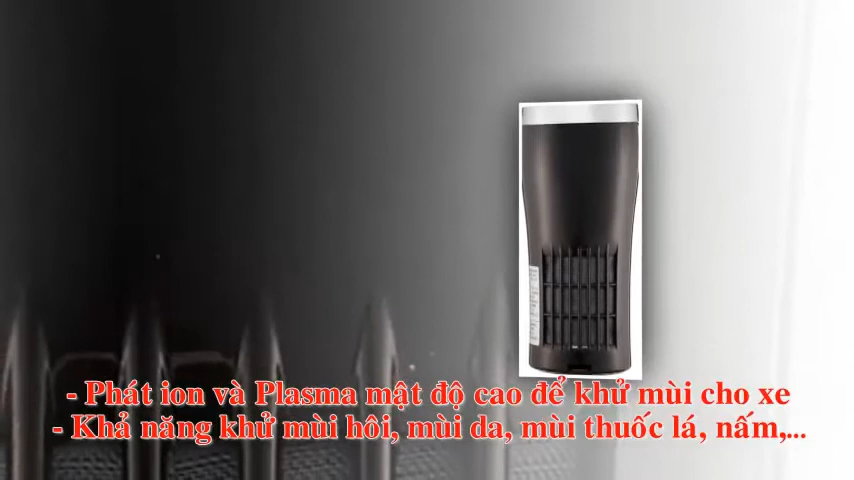 - Phát ion và Plasma mật độ cao để khử mùi cho xe
- Khả năng khử mùi hôi, mùi da, mùi thuốc lá, nấm,...